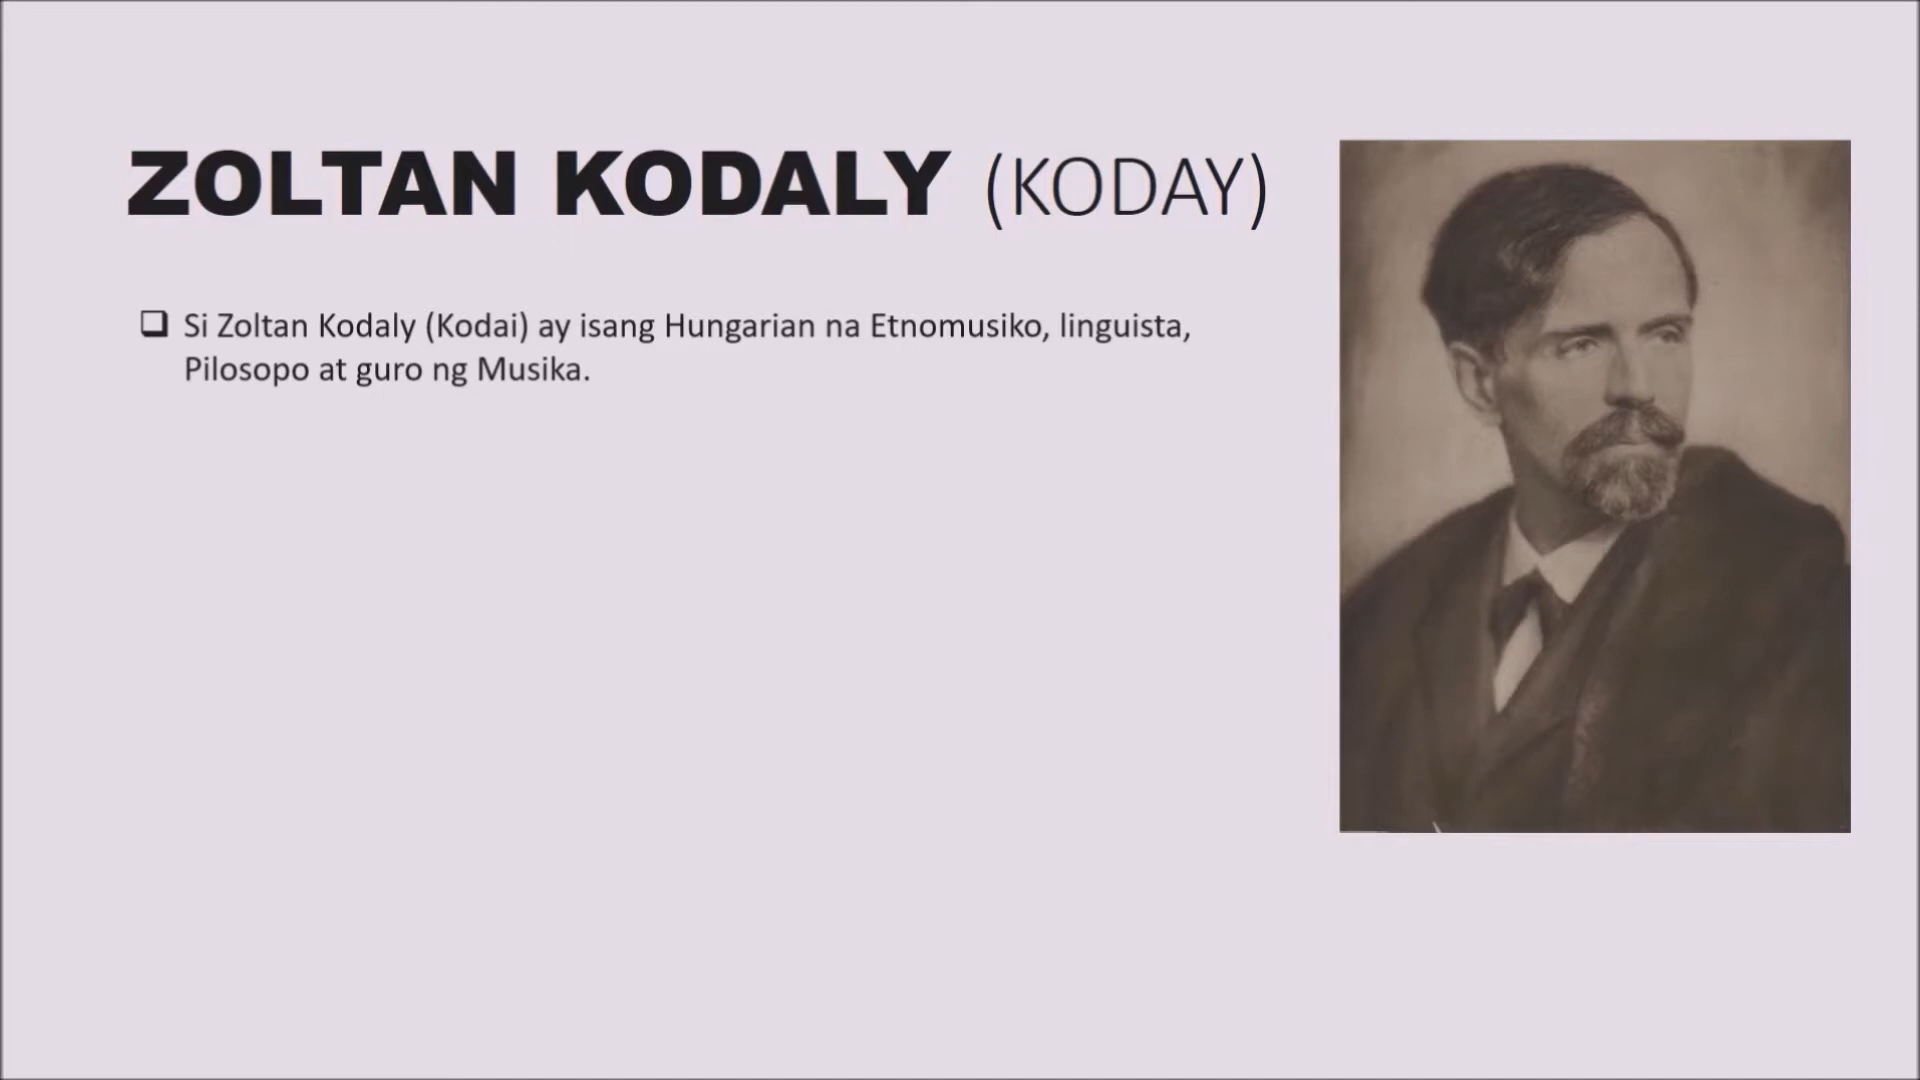 ZOLTAN KODALY (KODAY)
❑ Si Zoltan Kodaly (Kodai) ay isang Hungarian na Etnomusiko, linguista,
Pilosopo at guro ng Musika.